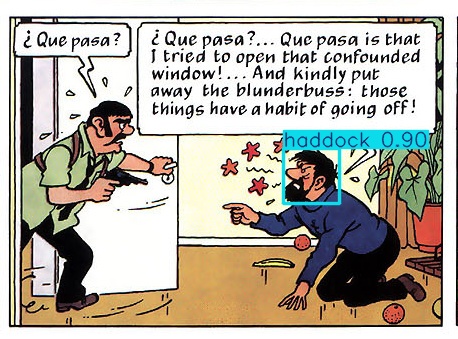 ¿ Que pasa?
¿ Que pasa?... Que pasa is that
I tried to open that confounded
window!... And kindly put
away the blunderbuss: those
things have a habit of going off!
haddock 0.90